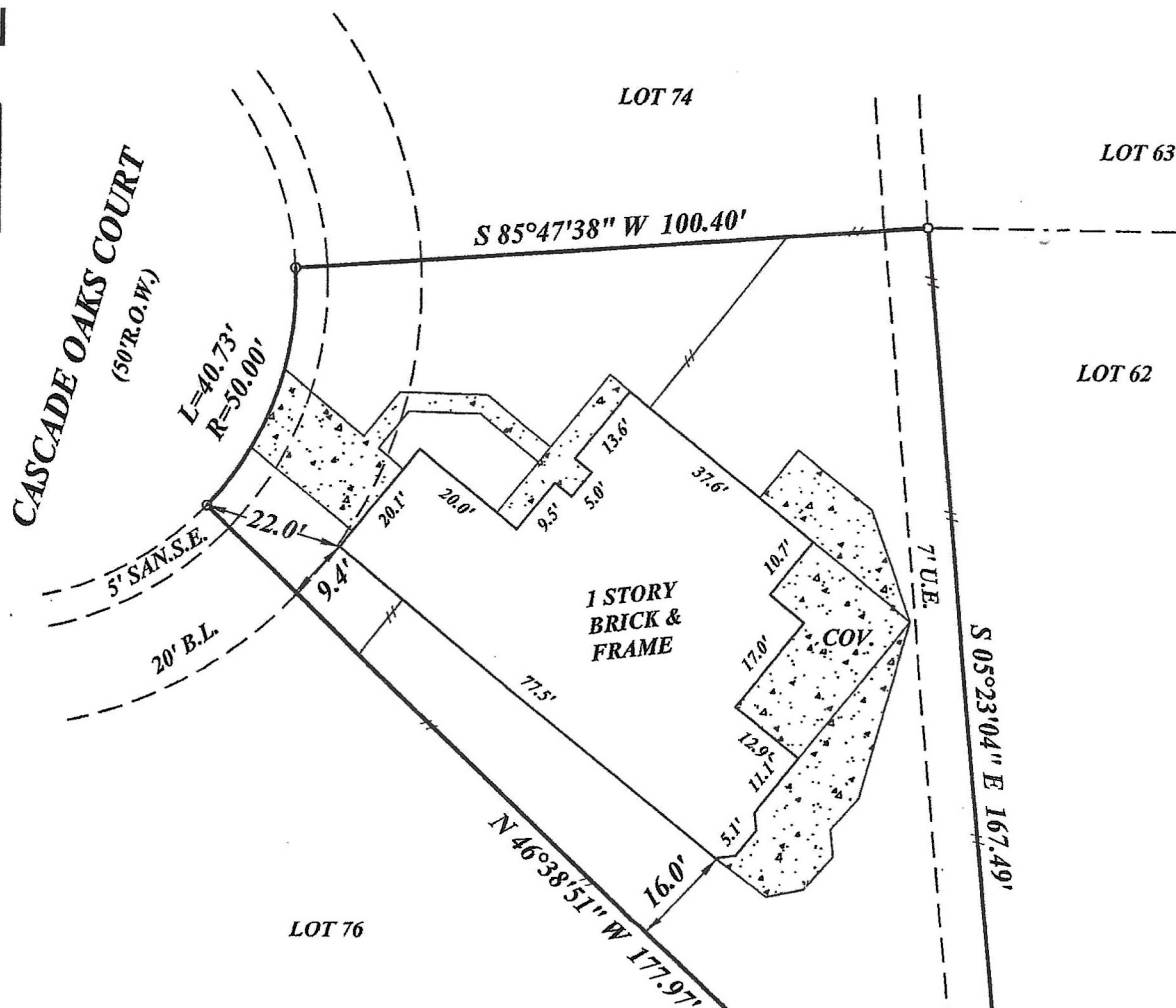 LOT 74
LOT 63
S 85°47'38" W 100.40'
CASCADE OAKS COURT
(50'R.O.W.)
L=40.73'
R=50.00'
LOT 62
13.6'
37.6'
20.1'
20.0'
9.5'
5.0'
22.0'
5' SAN.S.E.
9.4'
10.7'
7' U.E.
1 STORY
BRICK &
FRAME
COV.
17.0'
20' B.L.
77.5'
12.9'
11.1'
5.1'
S 05°23'04" E 167.49'
16.0'
N 46°38'51" W 177.97'
LOT 76